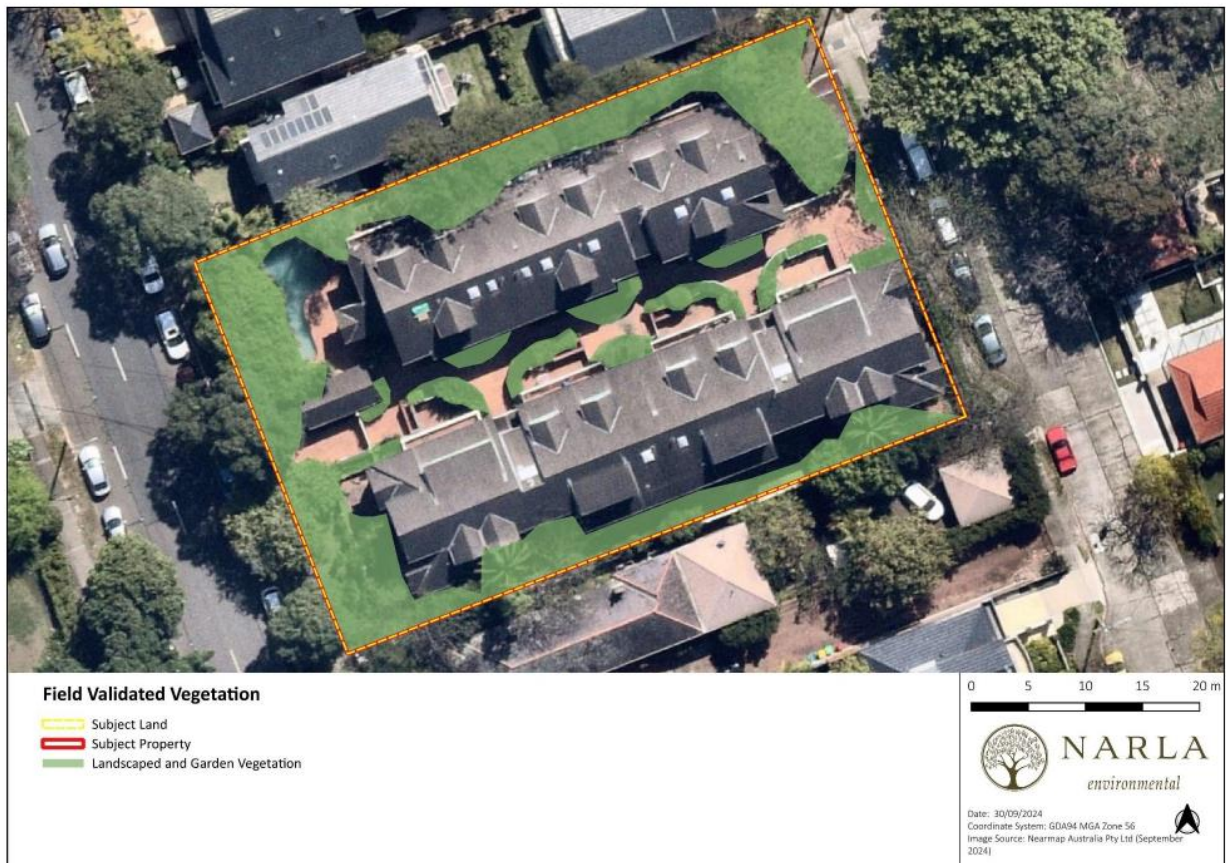 Field Validated Vegetation
Subject Land
Subject Property
Landscaped and Garden Vegetation
0 5 10 15 20 m
NARLA
environmental
Date: 30/09/2024
Coordinate System: GDA94 MGA Zone 56
Image Source: Nearmap Australia Pty Ltd (September
2024)